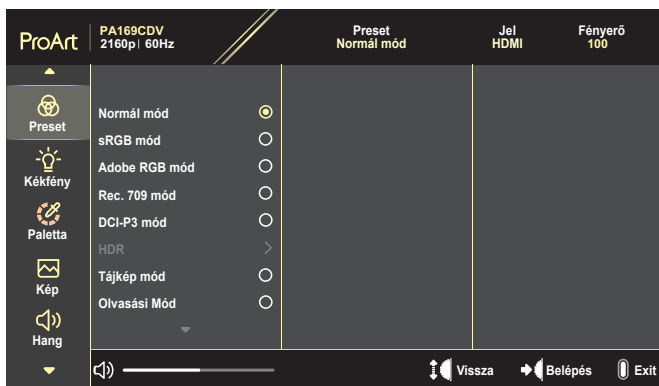 ProArt
PA169CDV
2160p| 60Hz
Preset
Normál mód
Jel
HDMI
Fényerő
100
Preset
Kékfény
Paletta
Kép
Hang
Normál mód
sRGB mód
Adobe RGB mód
Rec. 709 mód
DCI-P3 mód
HDR
Tájkép mód
Olvasási Mód
Vissza
Belépés
Exit